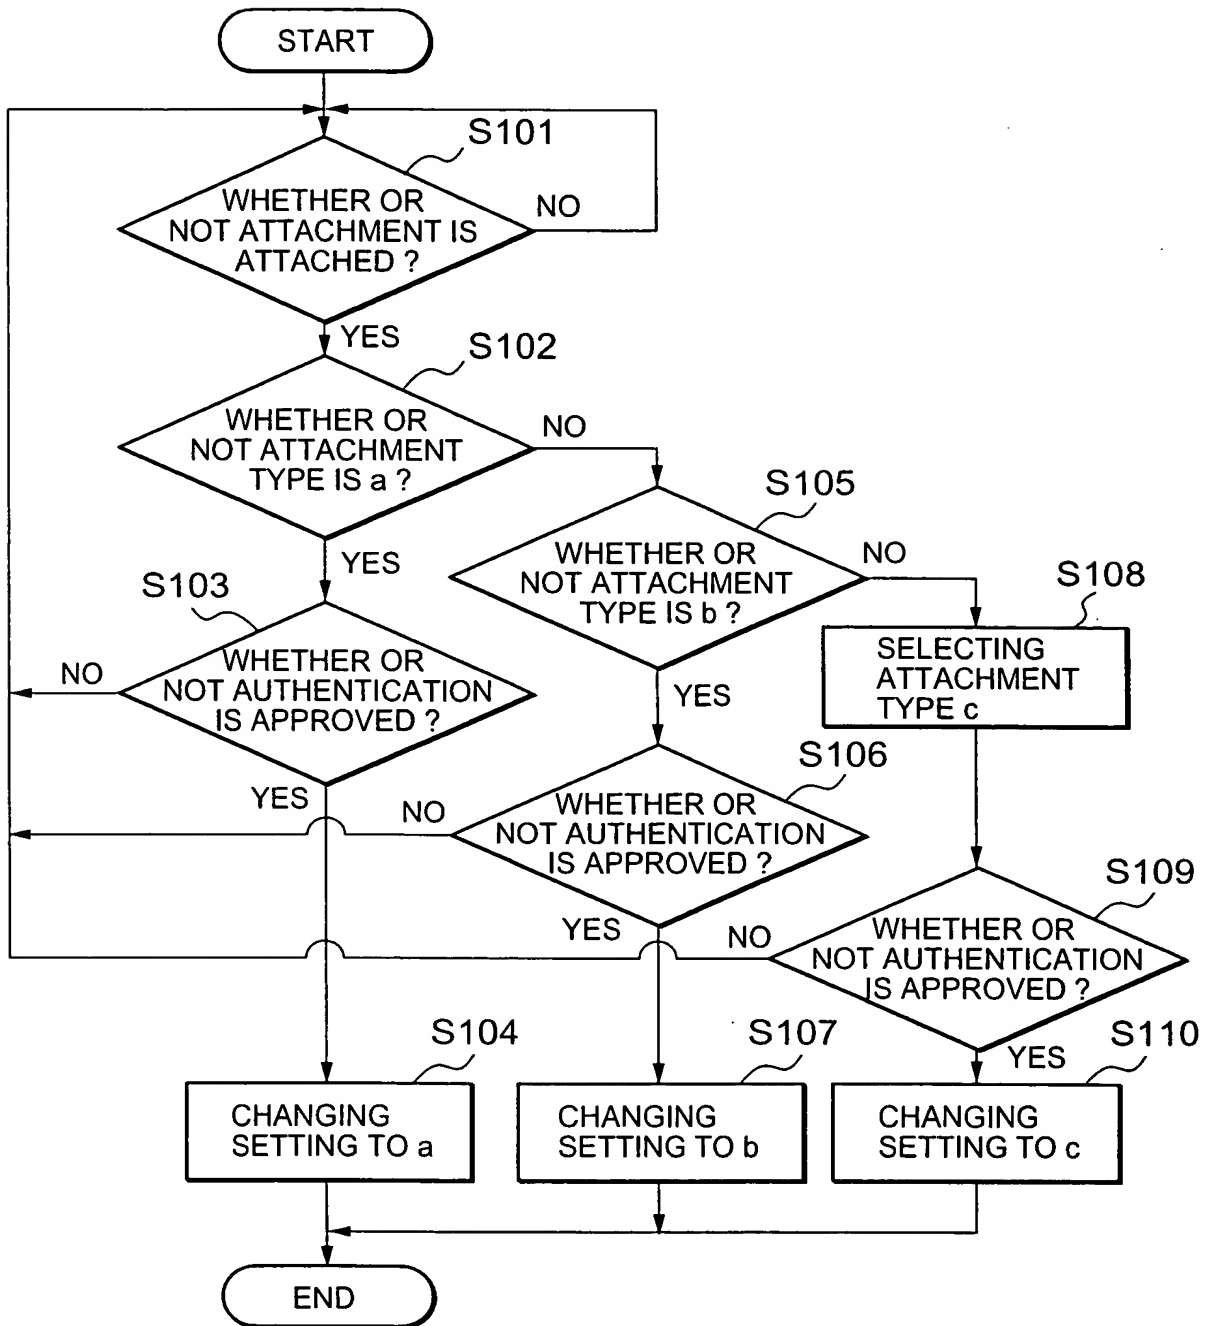 START
S101
WHETHER OR
NOT ATTACHMENT IS
ATTACHED ?
NO
YES
S102
WHETHER OR
NOT ATTACHMENT
TYPE IS a ?
NO
YES
S105
WHETHER OR
NOT ATTACHMENT
TYPE IS b ?
NO
YES
S103
WHETHER OR
NOT AUTHENTICATION
IS APPROVED ?
NO
YES
S108
SELECTING
ATTACHMENT
TYPE c
S106
WHETHER OR
NOT AUTHENTICATION
IS APPROVED ?
NO
YES
S109
WHETHER OR
NOT AUTHENTICATION
IS APPROVED ?
NO
YES
S104
CHANGING
SETTING TO a
S107
CHANGING
SETTING TO b
S110
CHANGING
SETTING TO c
END